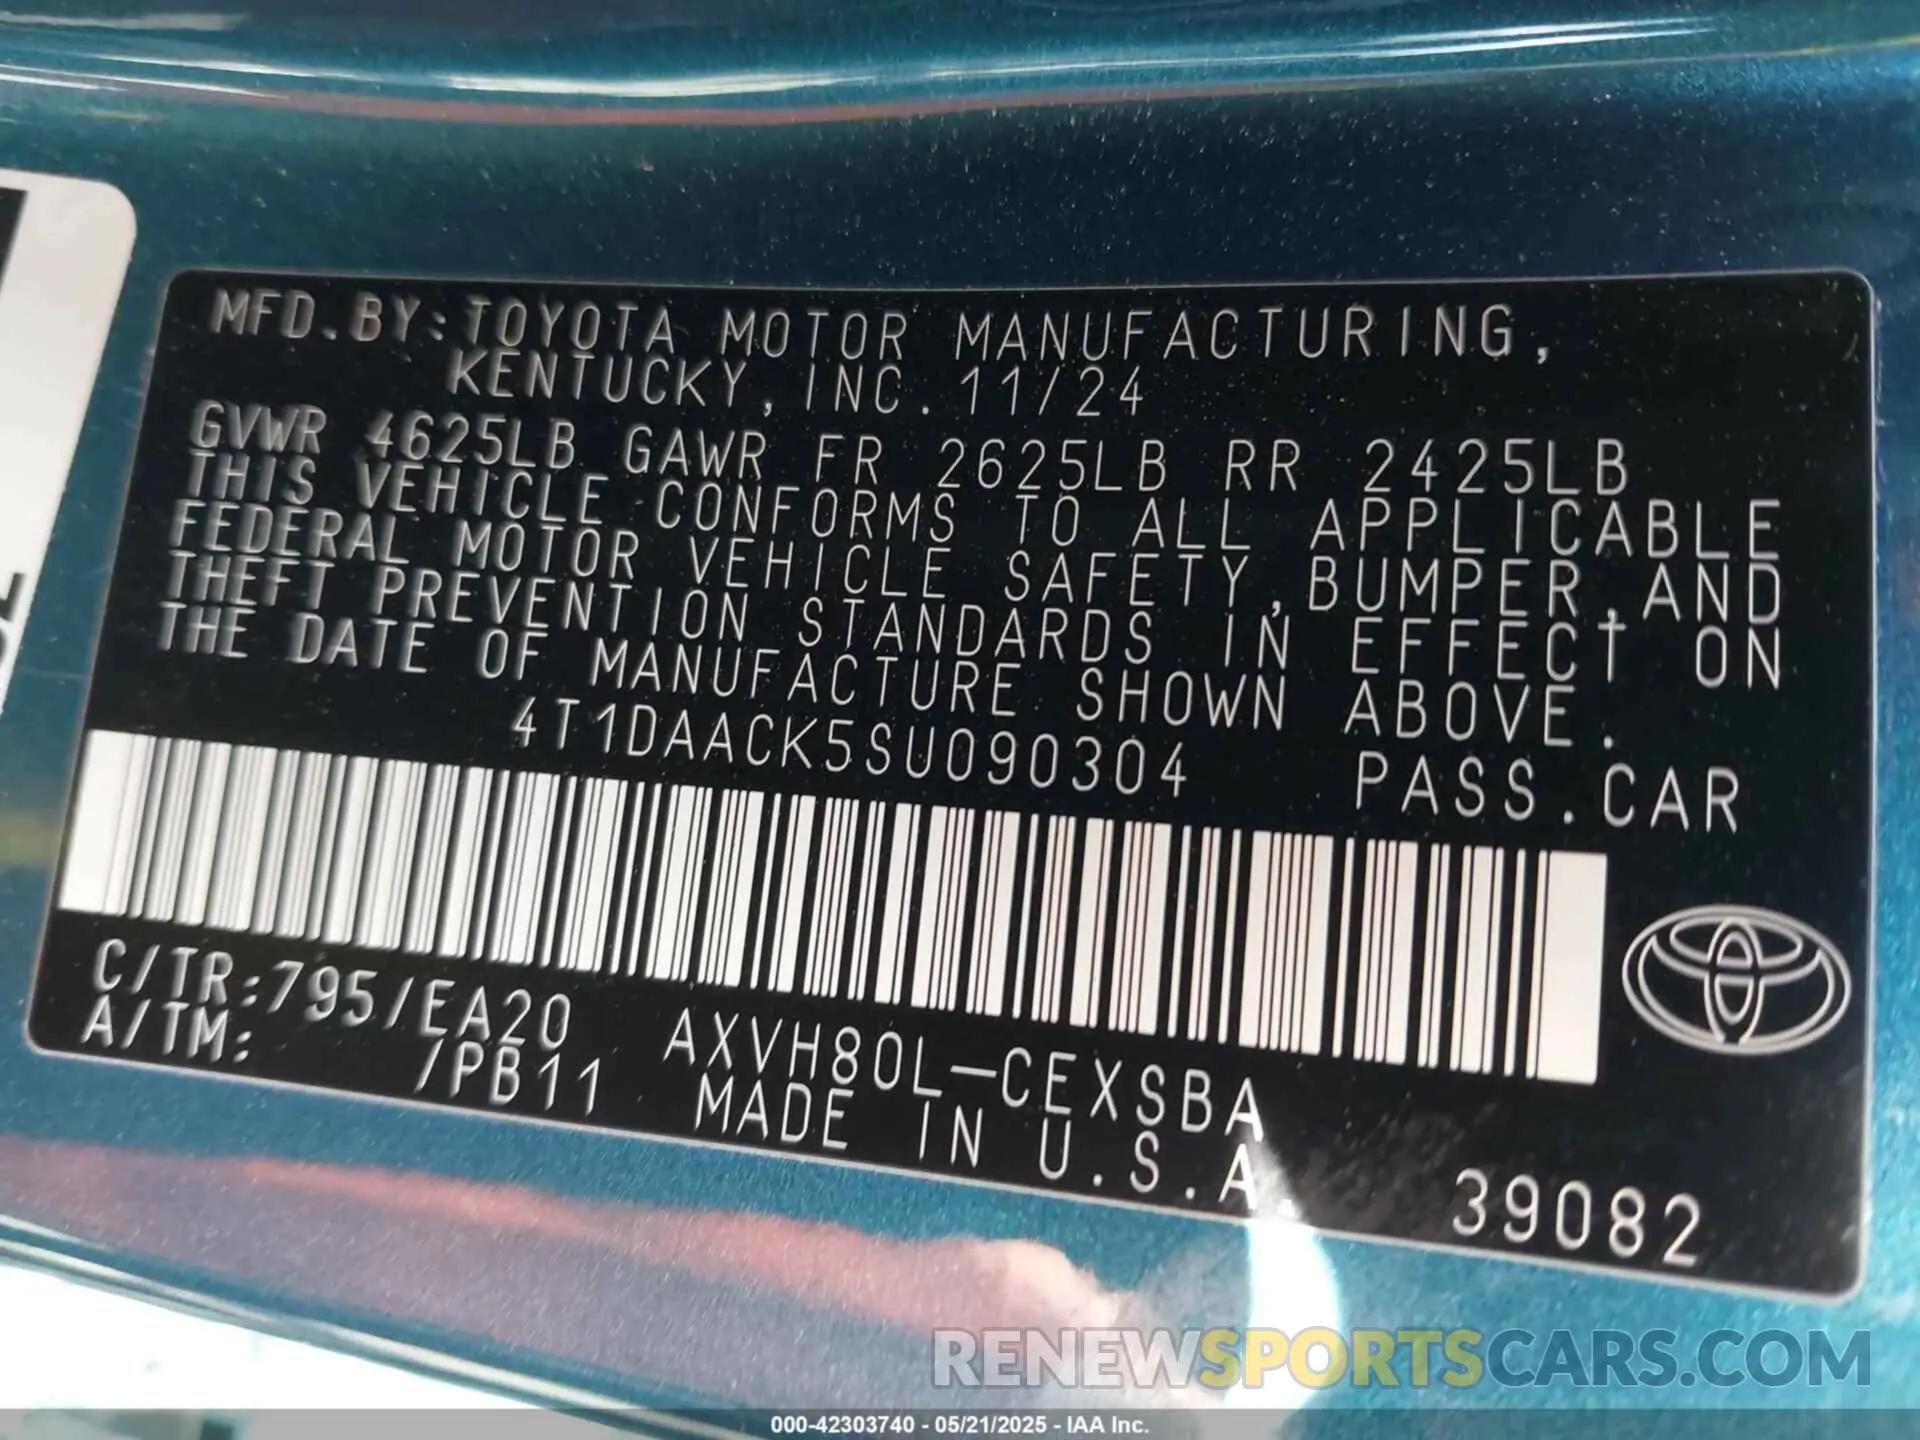 MFD.BY:TOYOTA MOTOR MANUFACTURING,
KENTUCKY, INC. 11/24
GVWR 4625LB GAWR FR 2625LB RR 2425LB
THIS VEHICLE CONFORMS TO ALL APPLICABLE
FEDERAL MOTOR VEHICLE SAFETY,BUMPER,AND
THEFT PREVENTION STANDARDS IN EFFECT ON
THE DATE OF MANUFACTURE SHOWN ABOVE.
4T1DAACK5SU090304 PASS.CAR
C/TR:795/EA20 AXVH80L-CEXSBA
A/TM: /PB11 MADE IN U.S.A.
39082
RENEWSPORTSCARS.COM
000-42303740 - 05/21/2025 - IAA Inc.